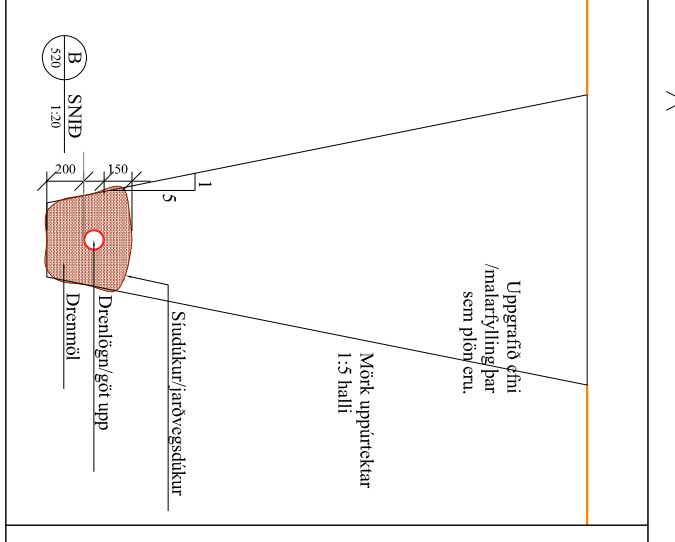 B
520
SNIÐ
1:20
200
150
1
5
Uppgrafið efni
/malarfylling þar
sem plön eru.
Mörk uppúrtektar
1:5 halli
Síudúkur/jarðvegsdúkur
Drenlögn/göt upp
Drenmöl